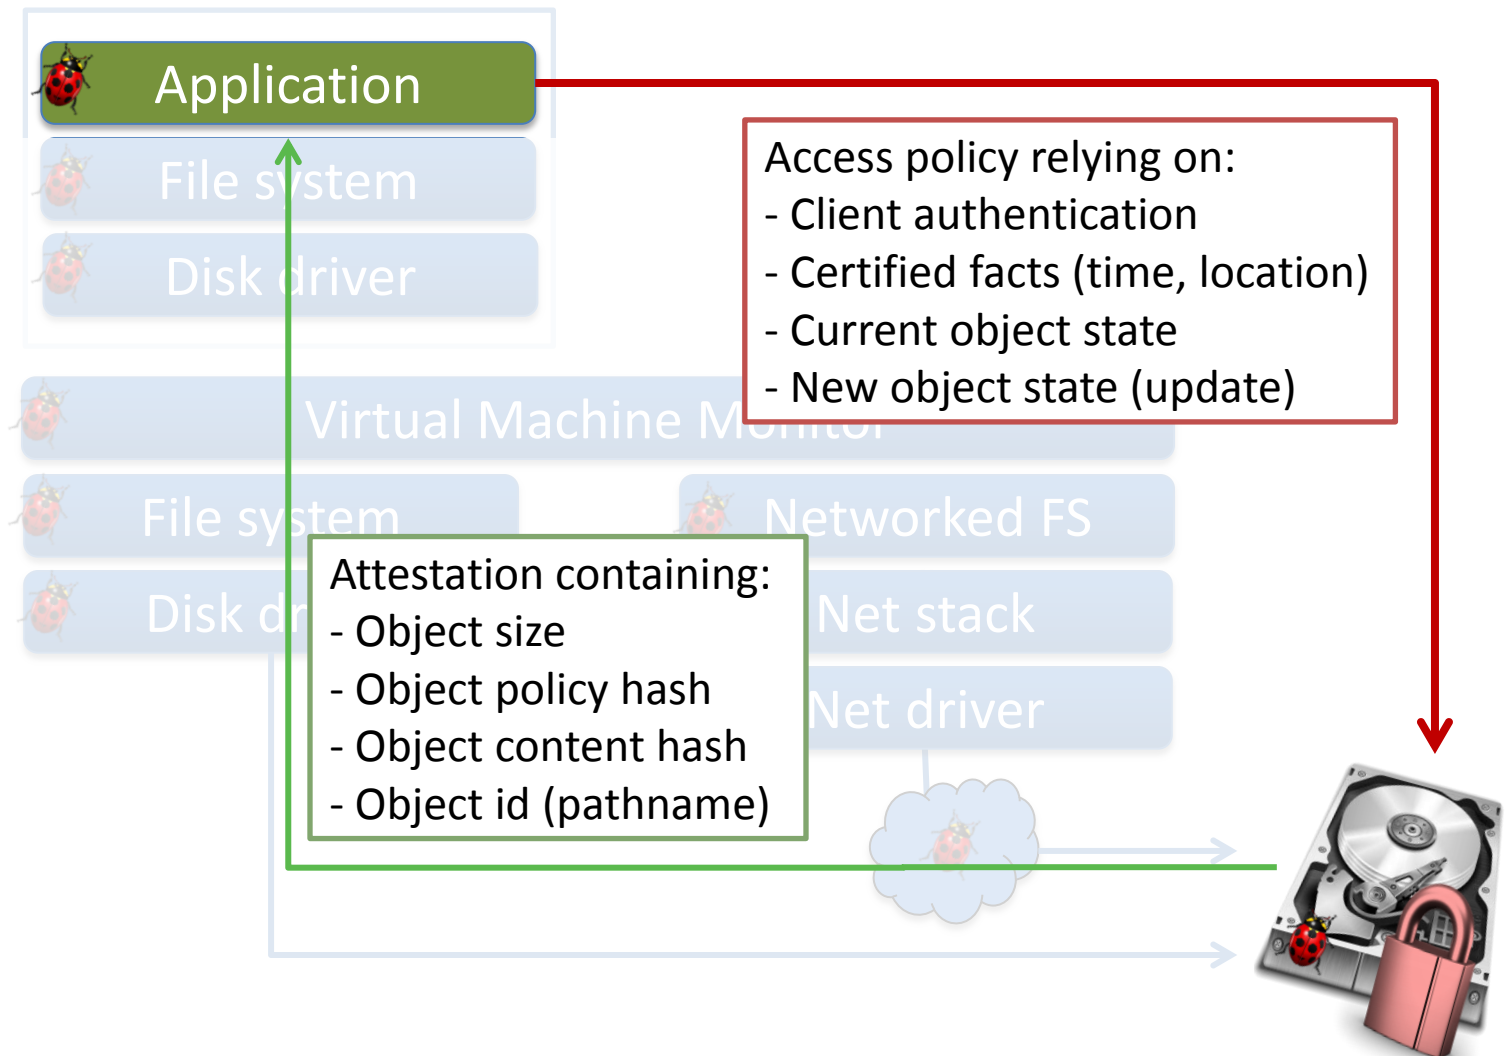 Application
File system
Disk driver
Access policy relying on:
- Client authentication
- Certified facts (time, location)
- Current object state
- New object state (update)
Virtual Machine Monitor
File system
Networked FS
Disk dr
Net stack
Net driver
Attestation containing:
- Object size
- Object policy hash
- Object content hash
- Object id (pathname)